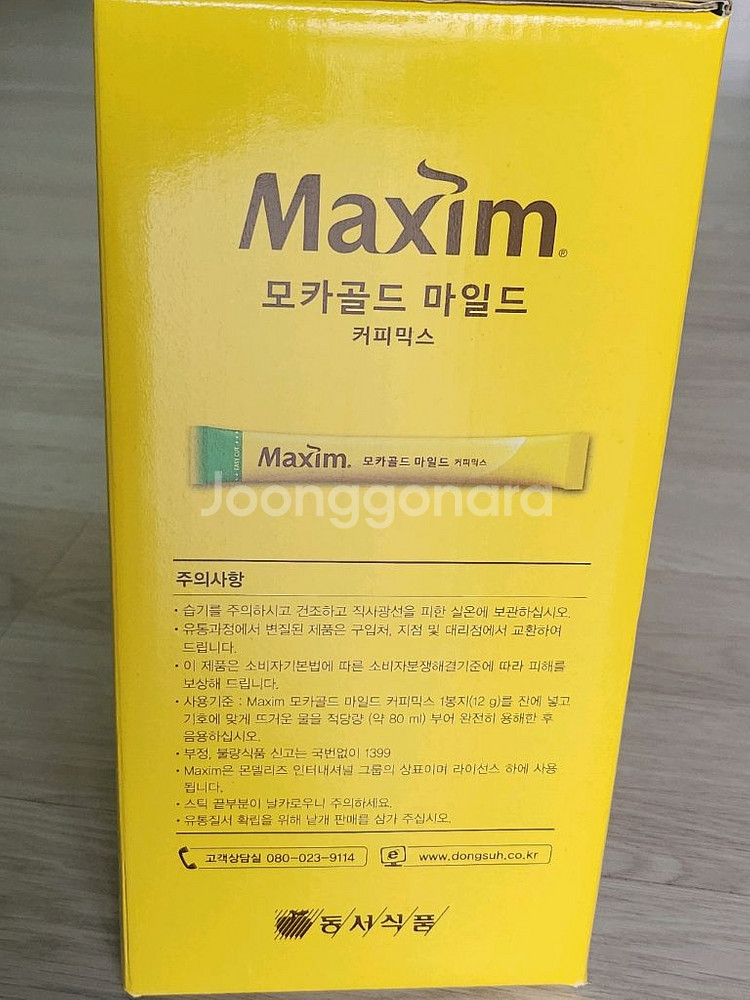 Maxim®
모카골드 마일드
커피믹스
EASY CUT Maxim® 모카골드 마일드 커피믹스
Joonggonara
주의사항
• 습기를 주의하시고 건조하고 직사광선을 피한 실온에 보관하십시오.
• 유통과정에서 변질된 제품은 구입처, 지점 및 대리점에서 교환하여
드립니다.
• 이 제품은 소비자기본법에 따른 소비자분쟁해결기준에 따라 피해를
보상해 드립니다.
• 사용기준 : Maxim 모카골드 마일드 커피믹스 1봉지(12 g)를 잔에 넣고
기호에 맞게 뜨거운 물을 적당량 (약 80 ml) 부어 완전히 용해한 후
음용하십시오.
• 부정, 불량식품 신고는 국번없이 1399
• Maxim은 몬델리즈 인터내셔널 그룹의 상표이며 라이선스 하에 사용
됩니다.
• 스틱 끝부분이 날카로우니 주의하세요.
• 유통질서 확립을 위해 낱개 판매를 삼가 주십시오.
고객상담실 080-023-9114 e www.dongsuh.co.kr
동서식품